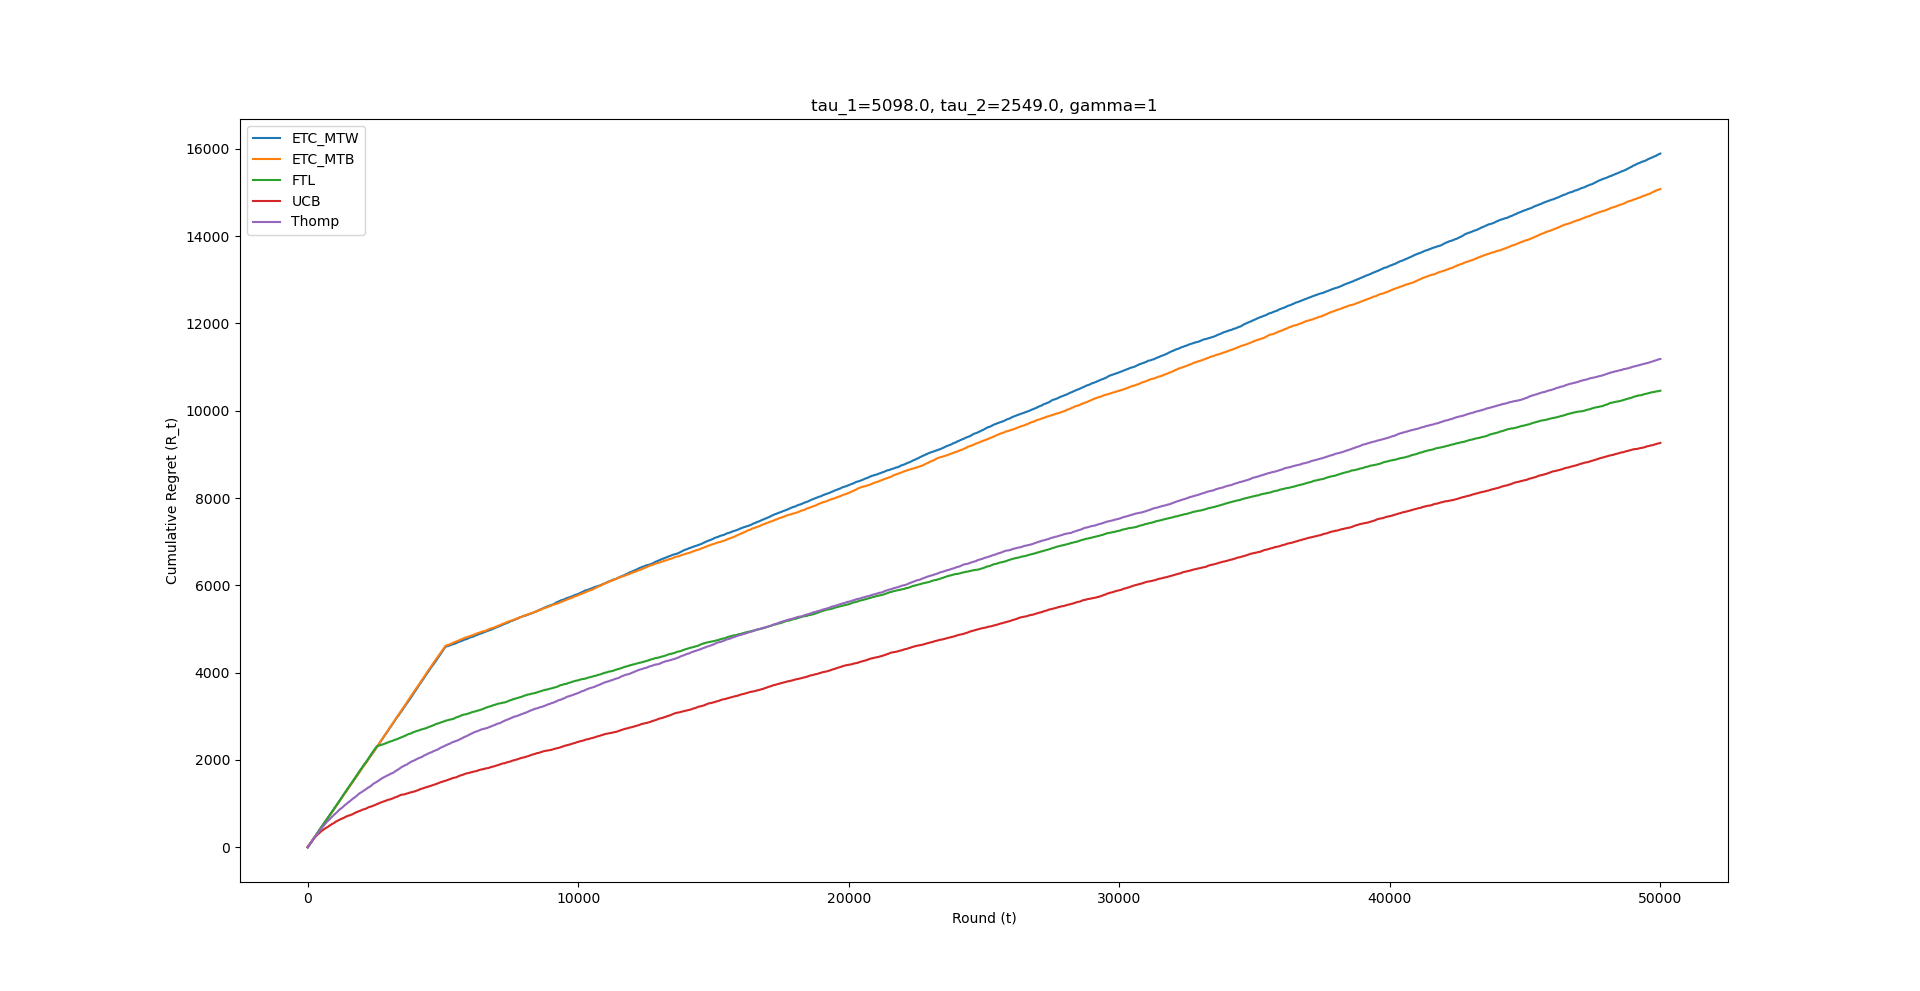 tau_1=5098.0, tau_2=2549.0, gamma=1
ETC_MTW
ETC_MTB
FTL
UCB
Thomp
16000
14000
12000
10000
8000
6000
4000
2000
0
Cumulative Regret (R_t)
0 10000 20000 30000 40000 50000
Round (t)